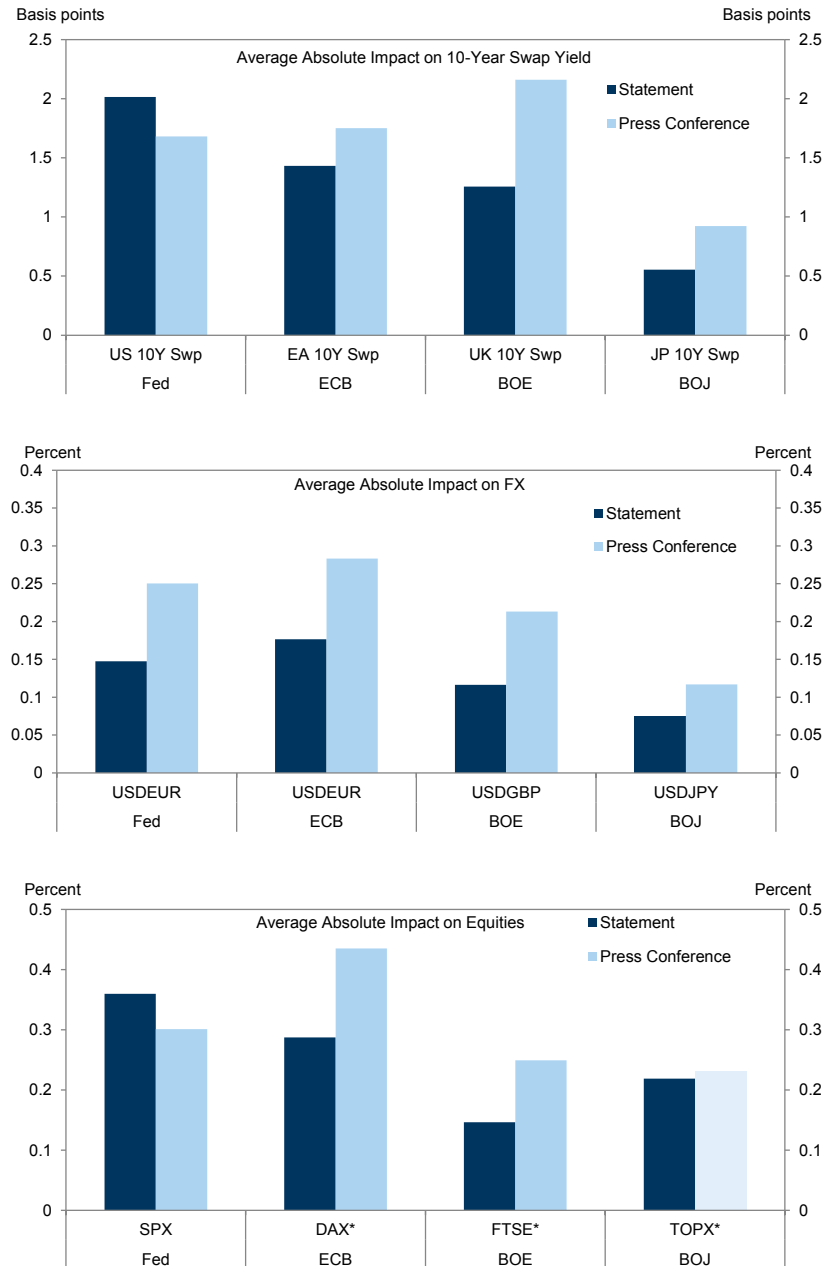 Basis points Basis points
Average Absolute Impact on 10-Year Swap Yield
Statement
Press Conference
2.5 2.5
2 2
1.5 1.5
1 1
0.5 0.5
0 0
US 10Y Swp EA 10Y Swp UK 10Y Swp JP 10Y Swp
Fed ECB BOE BOJ
Percent Percent
Average Absolute Impact on FX
Statement
Press Conference
0.4 0.4
0.35 0.35
0.3 0.3
0.25 0.25
0.2 0.2
0.15 0.15
0.1 0.1
0.05 0.05
0 0
USDEUR USDEUR USDGBP USDJPY
Fed ECB BOE BOJ
Percent Percent
Average Absolute Impact on Equities
Statement
Press Conference
0.5 0.5
0.4 0.4
0.3 0.3
0.2 0.2
0.1 0.1
0 0
SPX DAX* FTSE* TOPX*
Fed ECB BOE BOJ